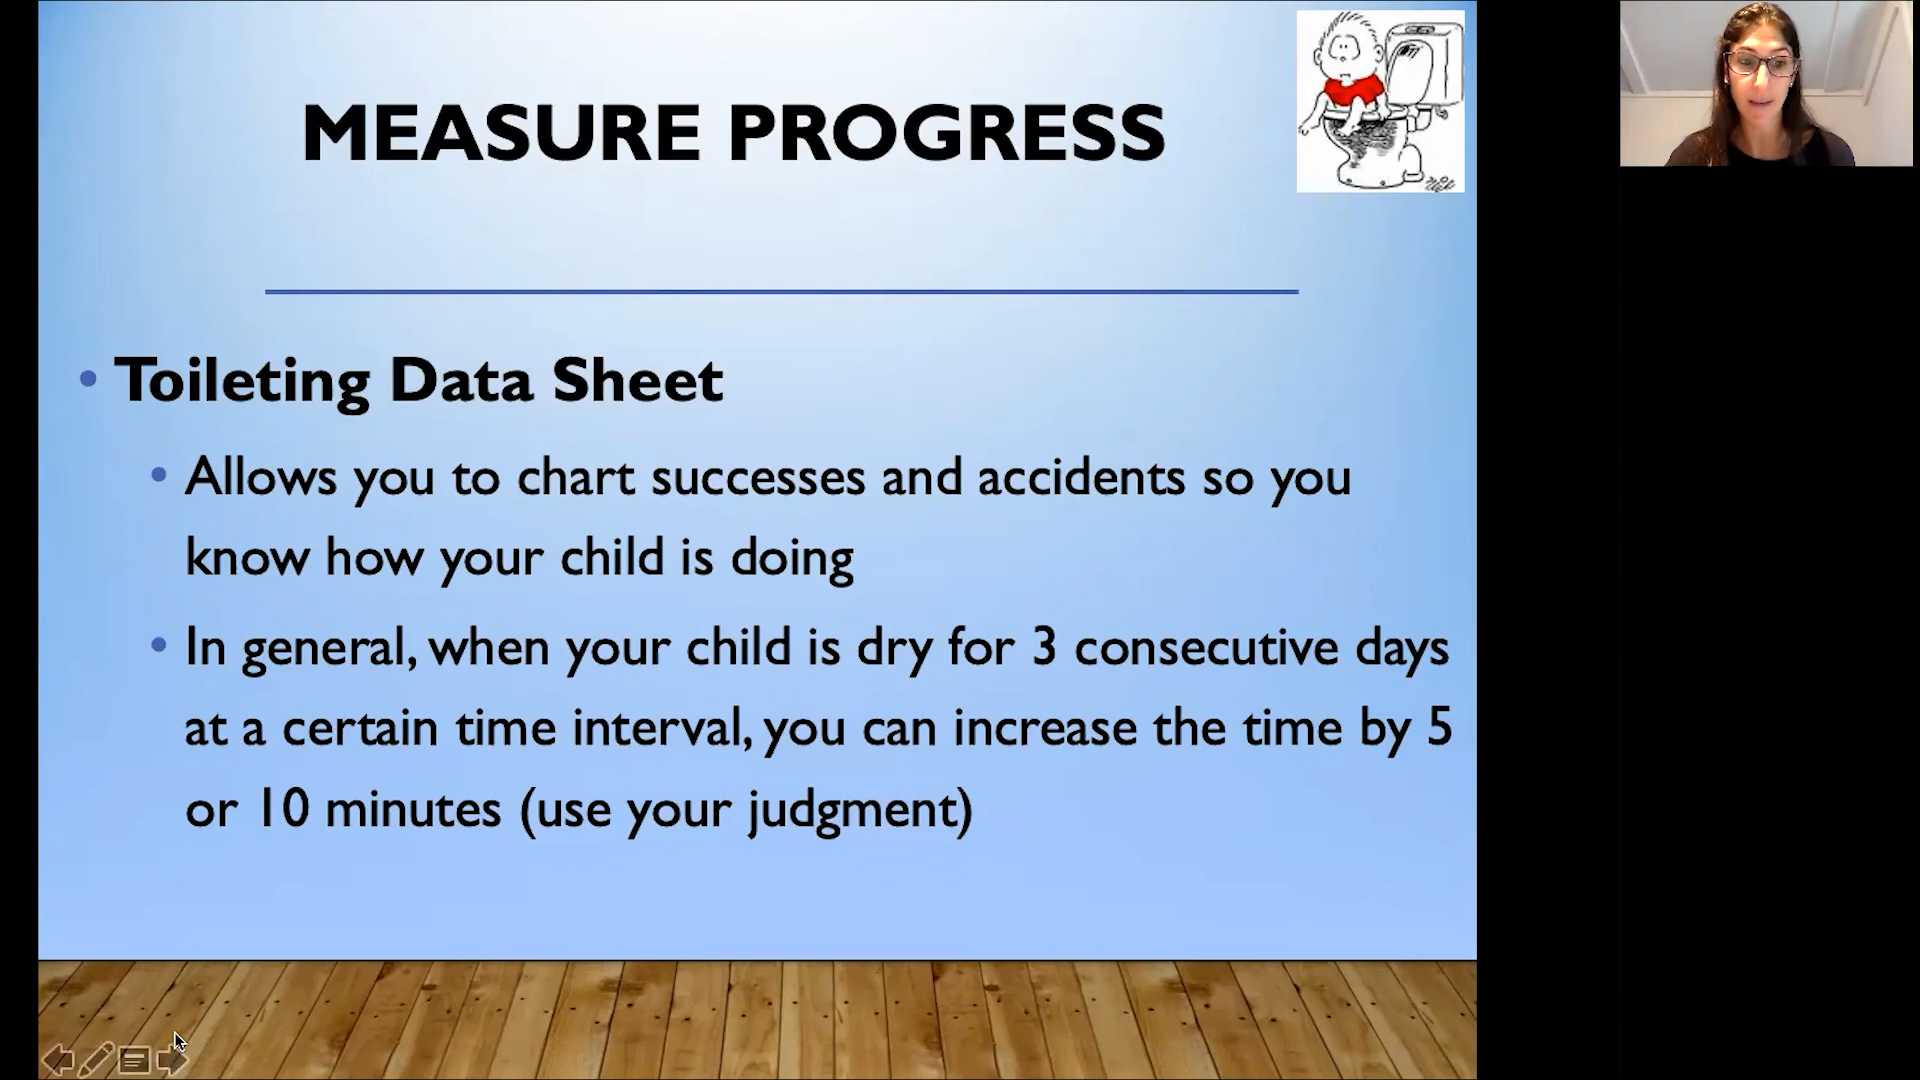 MEASURE PROGRESS
• Toileting Data Sheet
• Allows you to chart successes and accidents so you
know how your child is doing
• In general, when your child is dry for 3 consecutive days
at a certain time interval, you can increase the time by 5
or 10 minutes (use your judgment)